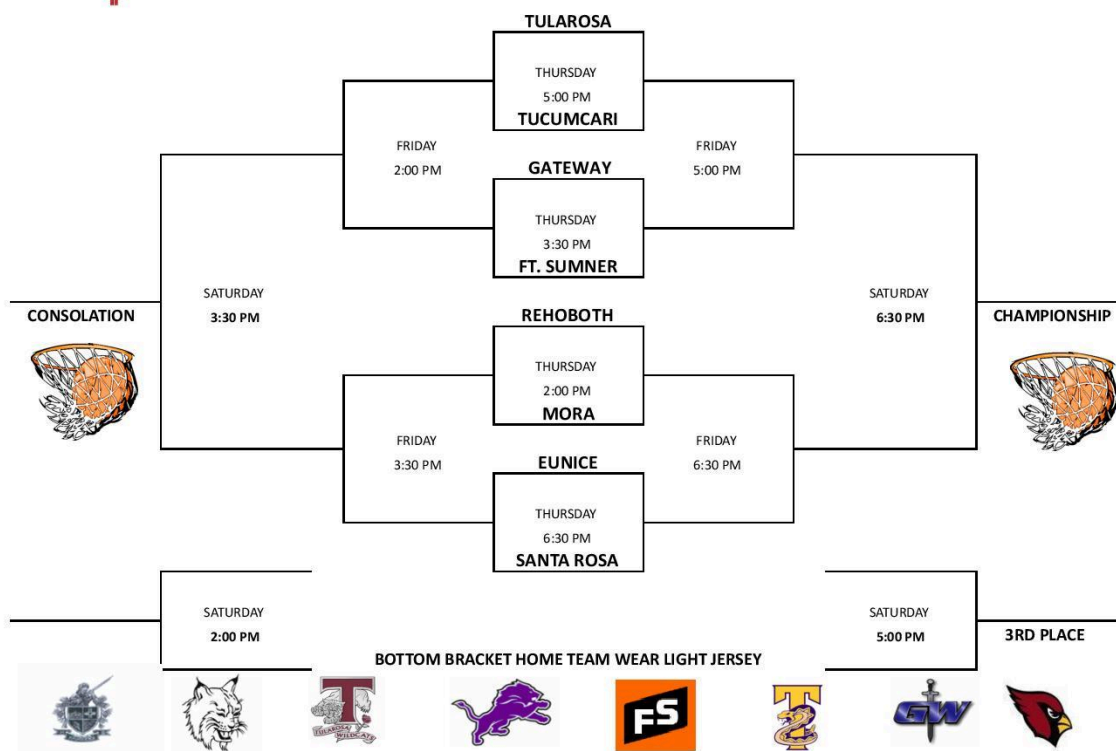 TULAROSA
THURSDAY
5:00 PM
TUCUMCARI
FRIDAY
2:00 PM
FRIDAY
5:00 PM
GATEWAY
THURSDAY
3:30 PM
FT. SUMNER
SATURDAY
3:30 PM
SATURDAY
6:30 PM
CONSOLATION
CHAMPIONSHIP
REHOBOTH
THURSDAY
2:00 PM
MORA
FRIDAY
3:30 PM
FRIDAY
6:30 PM
EUNICE
THURSDAY
6:30 PM
SANTA ROSA
SATURDAY
2:00 PM
SATURDAY
5:00 PM
3RD PLACE
BOTTOM BRACKET HOME TEAM WEAR LIGHT JERSEY
T
TULAROSA
WILDCATS
FS
T
GW